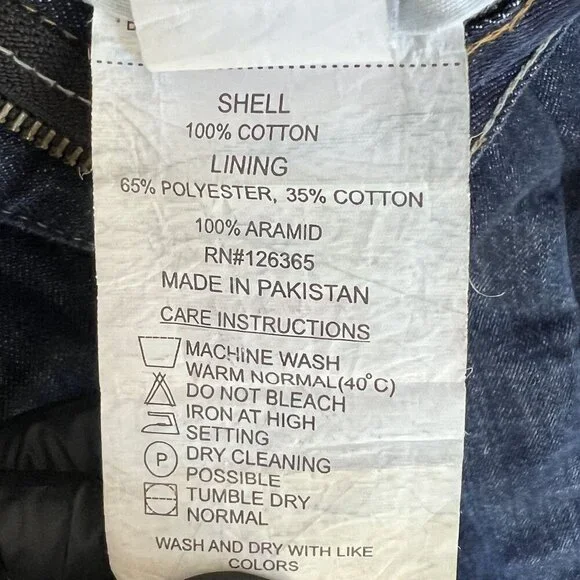 SHELL
100% COTTON
LINING
65% POLYESTER, 35% COTTON
100% ARAMID
RN#126365
MADE IN PAKISTAN
CARE INSTRUCTIONS
MACHINE WASH
WARM NORMAL(40°C)
DO NOT BLEACH
IRON AT HIGH
SETTING
P DRY CLEANING
POSSIBLE
TUMBLE DRY
NORMAL
WASH AND DRY WITH LIKE
COLORS